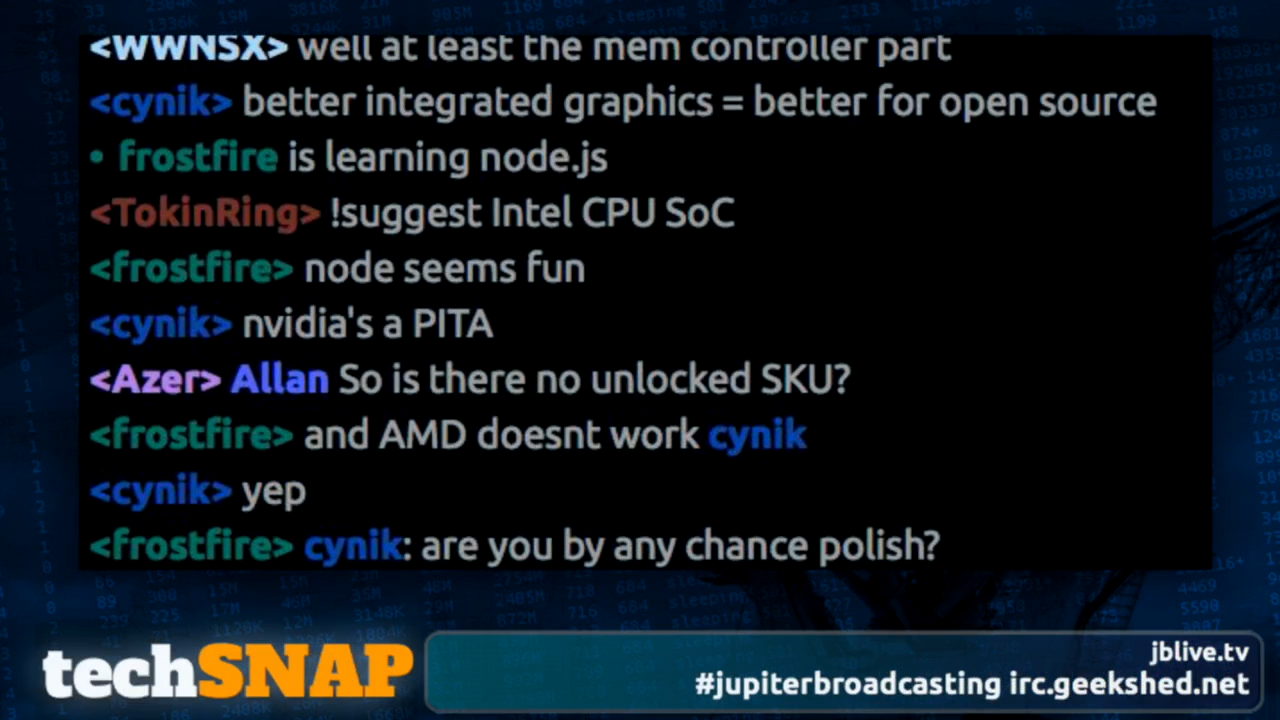 <WWNSX> well at least the mem controller part
<cynik> better integrated graphics = better for open source
• frostfire is learning node.js
<TokinRing> !suggest Intel CPU SoC
<frostfire> node seems fun
<cynik> nvidia's a PITA
<Azer> Allan So is there no unlocked SKU?
<frostfire> and AMD doesnt work cynik
<cynik> yep
<frostfire> cynik: are you by any chance polish?
techSNAP
jblive.tv
#jupiterbroadcasting irc.geekshed.net